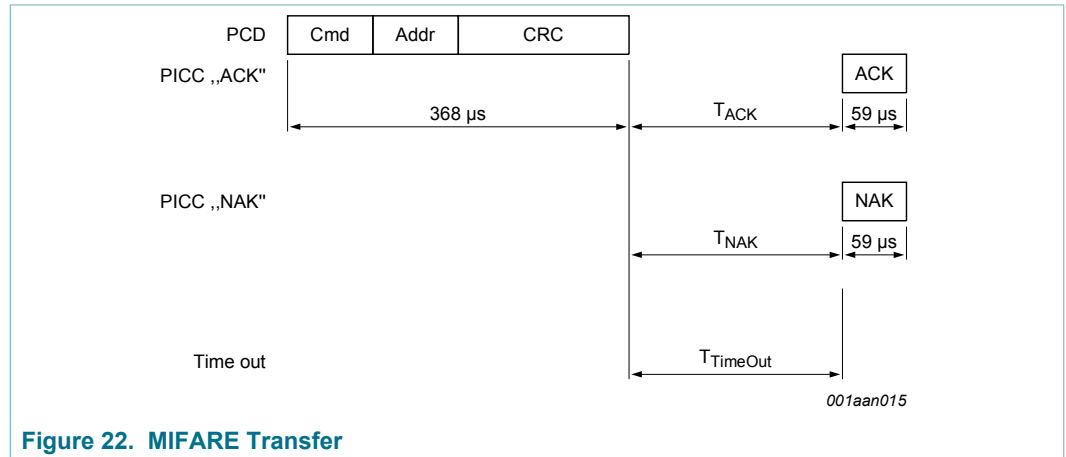 PCD Cmd Addr CRC
PICC ,,ACK" ACK
368 µs TACK 59 µs
PICC ,,NAK" NAK
TNAK 59 µs
Time out TTimeOut
001aan015
Figure 22. MIFARE Transfer